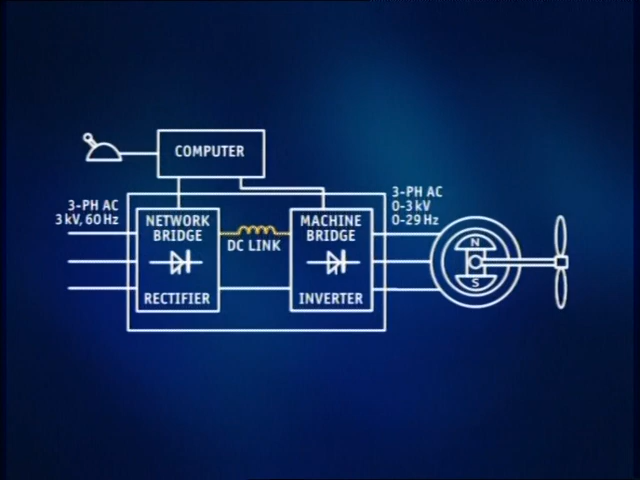 COMPUTER
3-PH AC
3 kV, 60 Hz
NETWORK
BRIDGE
RECTIFIER
DC LINK
MACHINE
BRIDGE
INVERTER
3-PH AC
0-3 kV
0-29 Hz
N
S